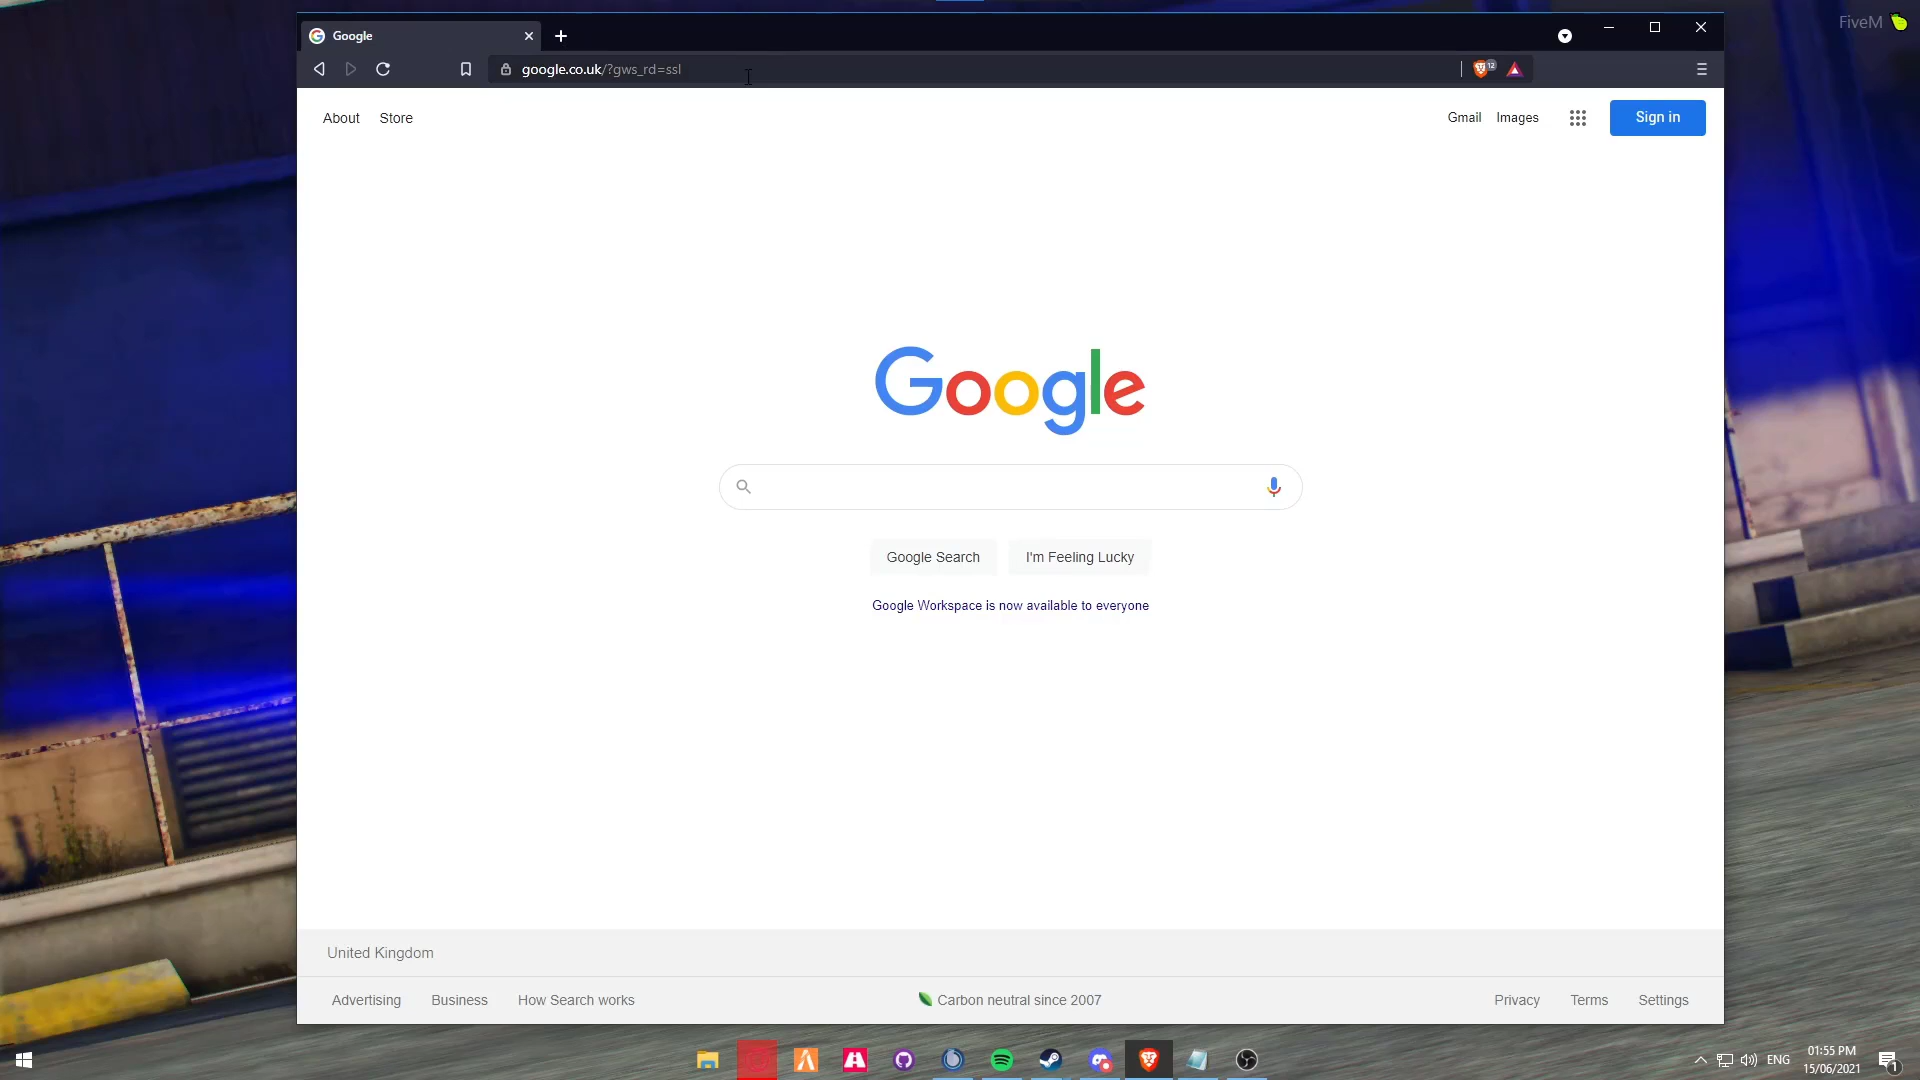 FiveM
Google
google.co.uk/?gws_rd=ssl
12
About Store
Gmail Images
Sign in
Google
Google Search I'm Feeling Lucky
Google Workspace is now available to everyone
United Kingdom
Advertising Business How Search works
Carbon neutral since 2007
Privacy Terms Settings
ENG
01:55 PM
15/06/2021
1